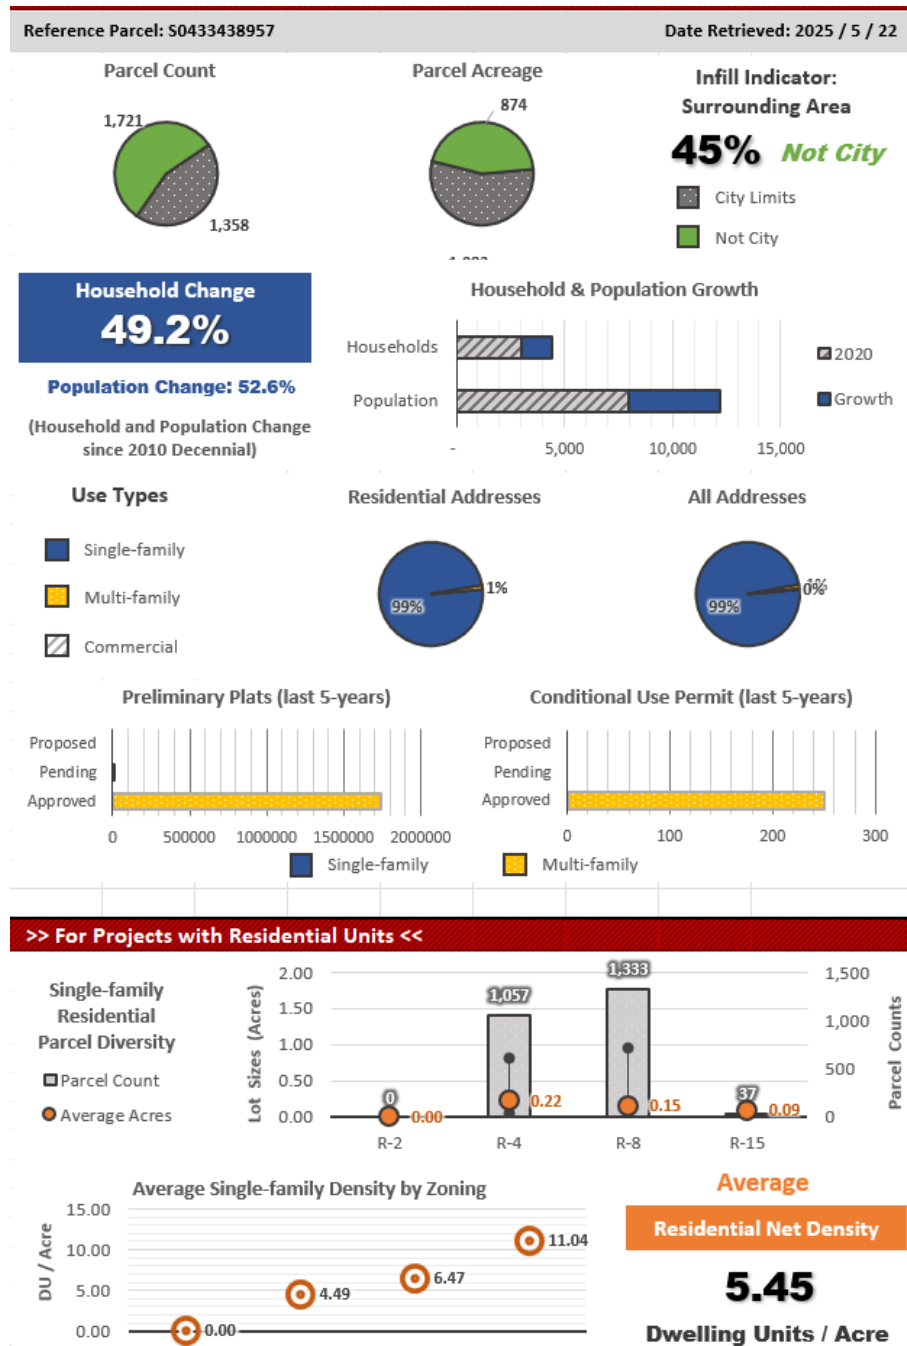 Reference Parcel: S0433438957
Date Retrieved: 2025 / 5 / 22
Parcel Count
1,721
1,358
Parcel Acreage
874
Infill Indicator:
Surrounding Area
45% Not City
City Limits
Not City
Household Change
49.2%
Population Change: 52.6%
(Household and Population Change
since 2010 Decennial)
Household & Population Growth
Households
Population
-
5,000
10,000
15,000
2020
Growth
Use Types
Single-family
Multi-family
Commercial
Residential Addresses
99%
1%
All Addresses
99%
0%
Preliminary Plats (last 5-years)
Proposed
Pending
Approved
0 500000 1000000 1500000 2000000
Conditional Use Permit (last 5-years)
Proposed
Pending
Approved
0 100 200 300
Single-family
Multi-family
>> For Projects with Residential Units <<
Single-family
Residential
Parcel Diversity
Parcel Count
Average Acres
Lot Sizes (Acres)
2.00
1.50
1.00
0.50
0.00
0
1,057
1,333
37
0.00
0.22
0.15
0.09
R-2 R-4 R-8 R-15
1,500
1,000
500
0
Parcel Counts
Average Single-family Density by Zoning
DU / Acre
15.00
10.00
5.00
0.00
0.00
4.49
6.47
11.04
Average
Residential Net Density
5.45
Dwelling Units / Acre